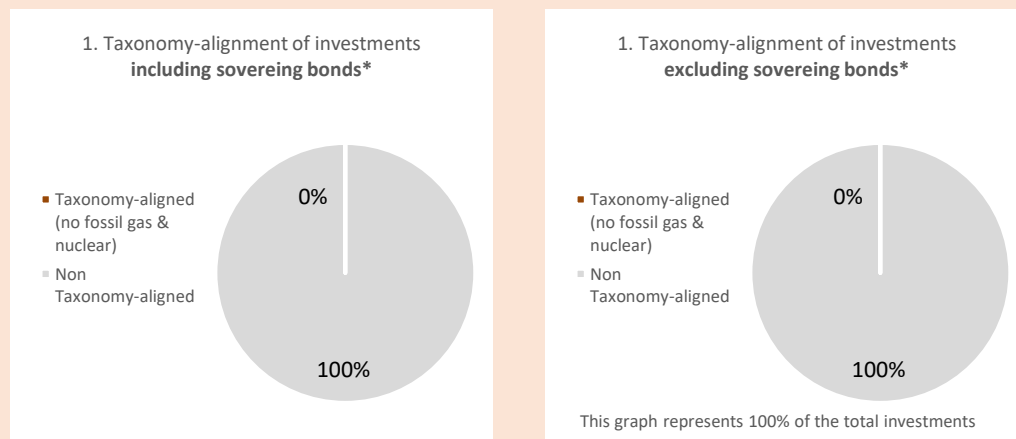 1. Taxonomy-alignment of investments
including sovereing bonds*
Taxonomy-aligned
(no fossil gas &
nuclear)
Non
Taxonomy-aligned
0%
100%
1. Taxonomy-alignment of investments
excluding sovereing bonds*
Taxonomy-aligned
(no fossil gas &
nuclear)
Non
Taxonomy-aligned
0%
100%
This graph represents 100% of the total investments